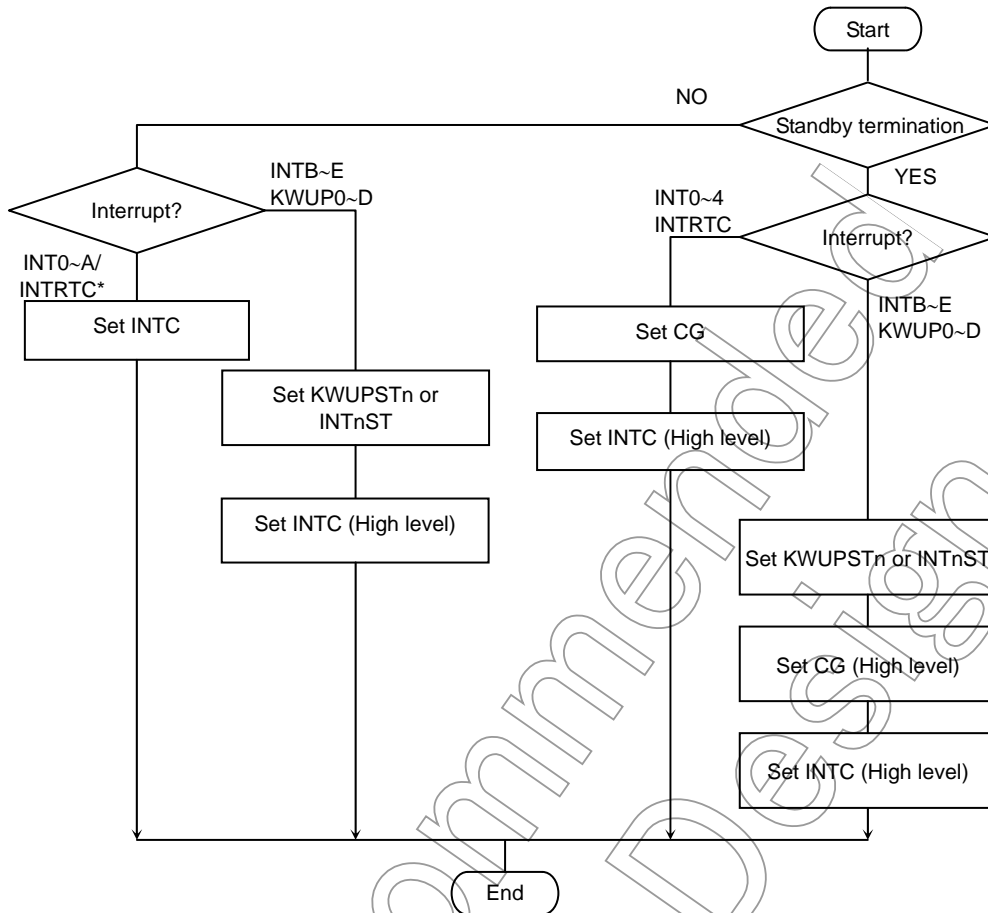 Start
NO
Standby termination
YES
INTB~E
KWUP0~D
INT0~4
INTRTC
Interrupt?
Interrupt?
INT0~A/
INTRTC*
INTB~E
KWUP0~D
Set INTC
Set CG
Set KWUPSTn or
INTnST
Set INTC (High level)
Set INTC (High level)
Set KWUPSTn or INTnST
Set CG (High level)
Set INTC (High level)
End
ommended
Design